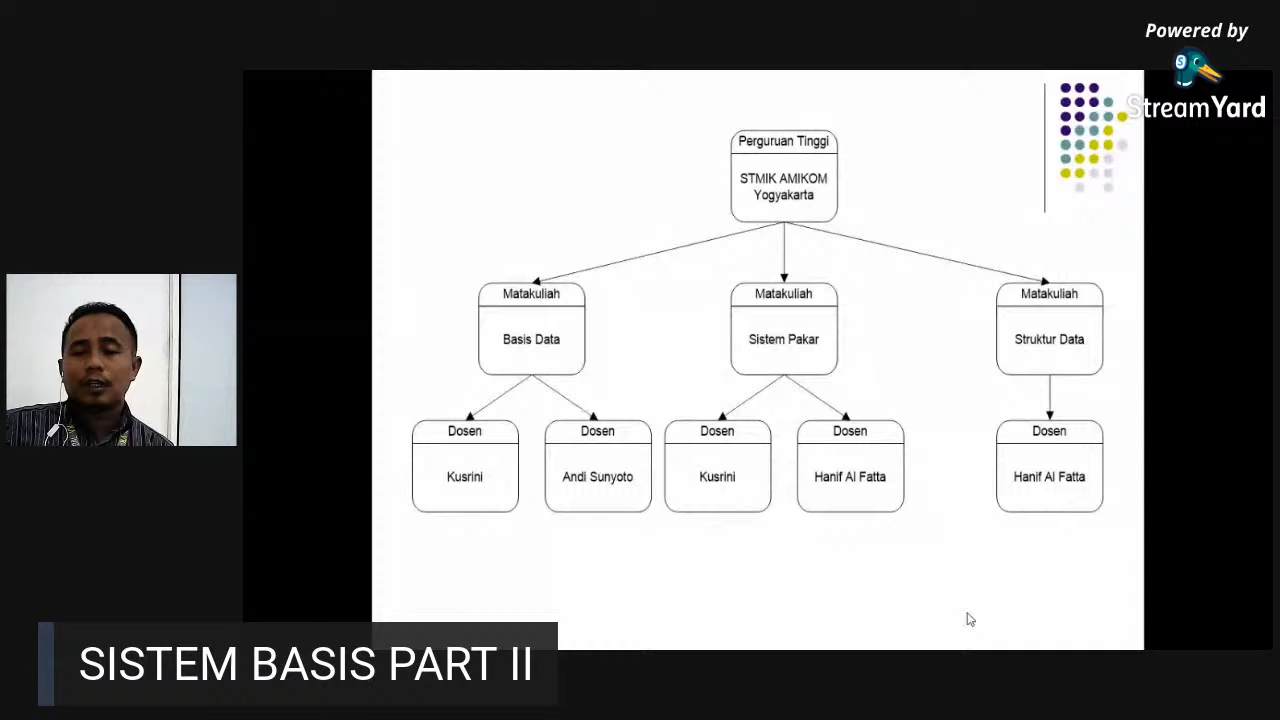 Powered by
StreamYard
Perguruan Tinggi
STMIK AMIKOM
Yogyakarta
Matakuliah
Basis Data
Matakuliah
Sistem Pakar
Matakuliah
Struktur Data
Dosen
Kusrini
Dosen
Andi Sunyoto
Dosen
Kusrini
Dosen
Hanif Al Fatta
Dosen
Hanif Al Fatta
SISTEM BASIS PART II